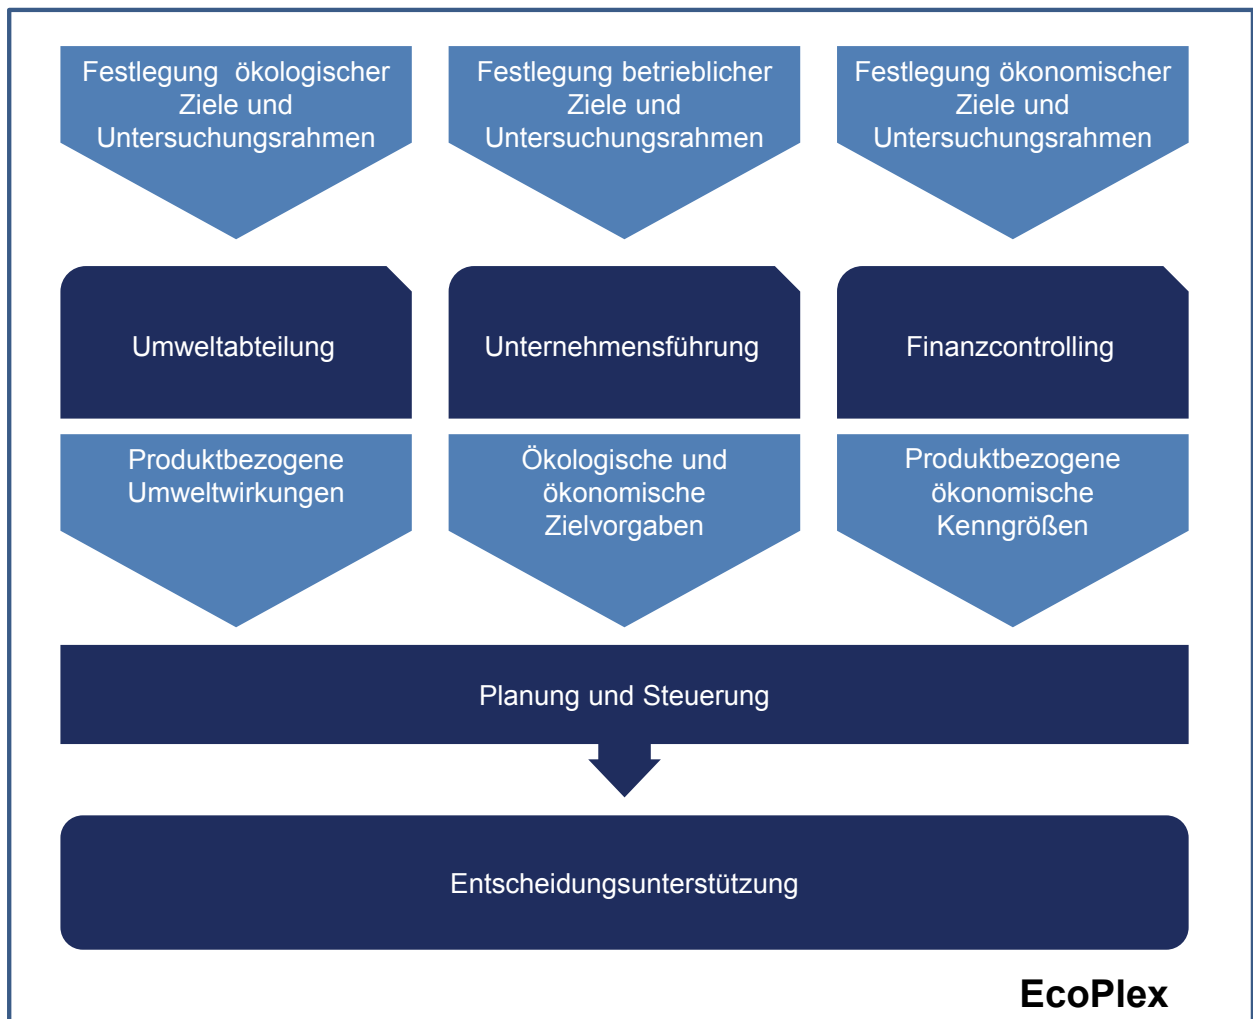 Festlegung ökologischer
Ziele und
Untersuchungsrahmen
Festlegung betrieblicher
Ziele und
Untersuchungsrahmen
Festlegung ökonomischer
Ziele und
Untersuchungsrahmen
Umweltabteilung
Unternehmensführung
Finanzcontrolling
Produktbezogene
Umweltwirkungen
Ökologische und
ökonomische
Zielvorgaben
Produktbezogene
ökonomische
Kenngrößen
Planung und Steuerung
Entscheidungsunterstützung
EcoPlex